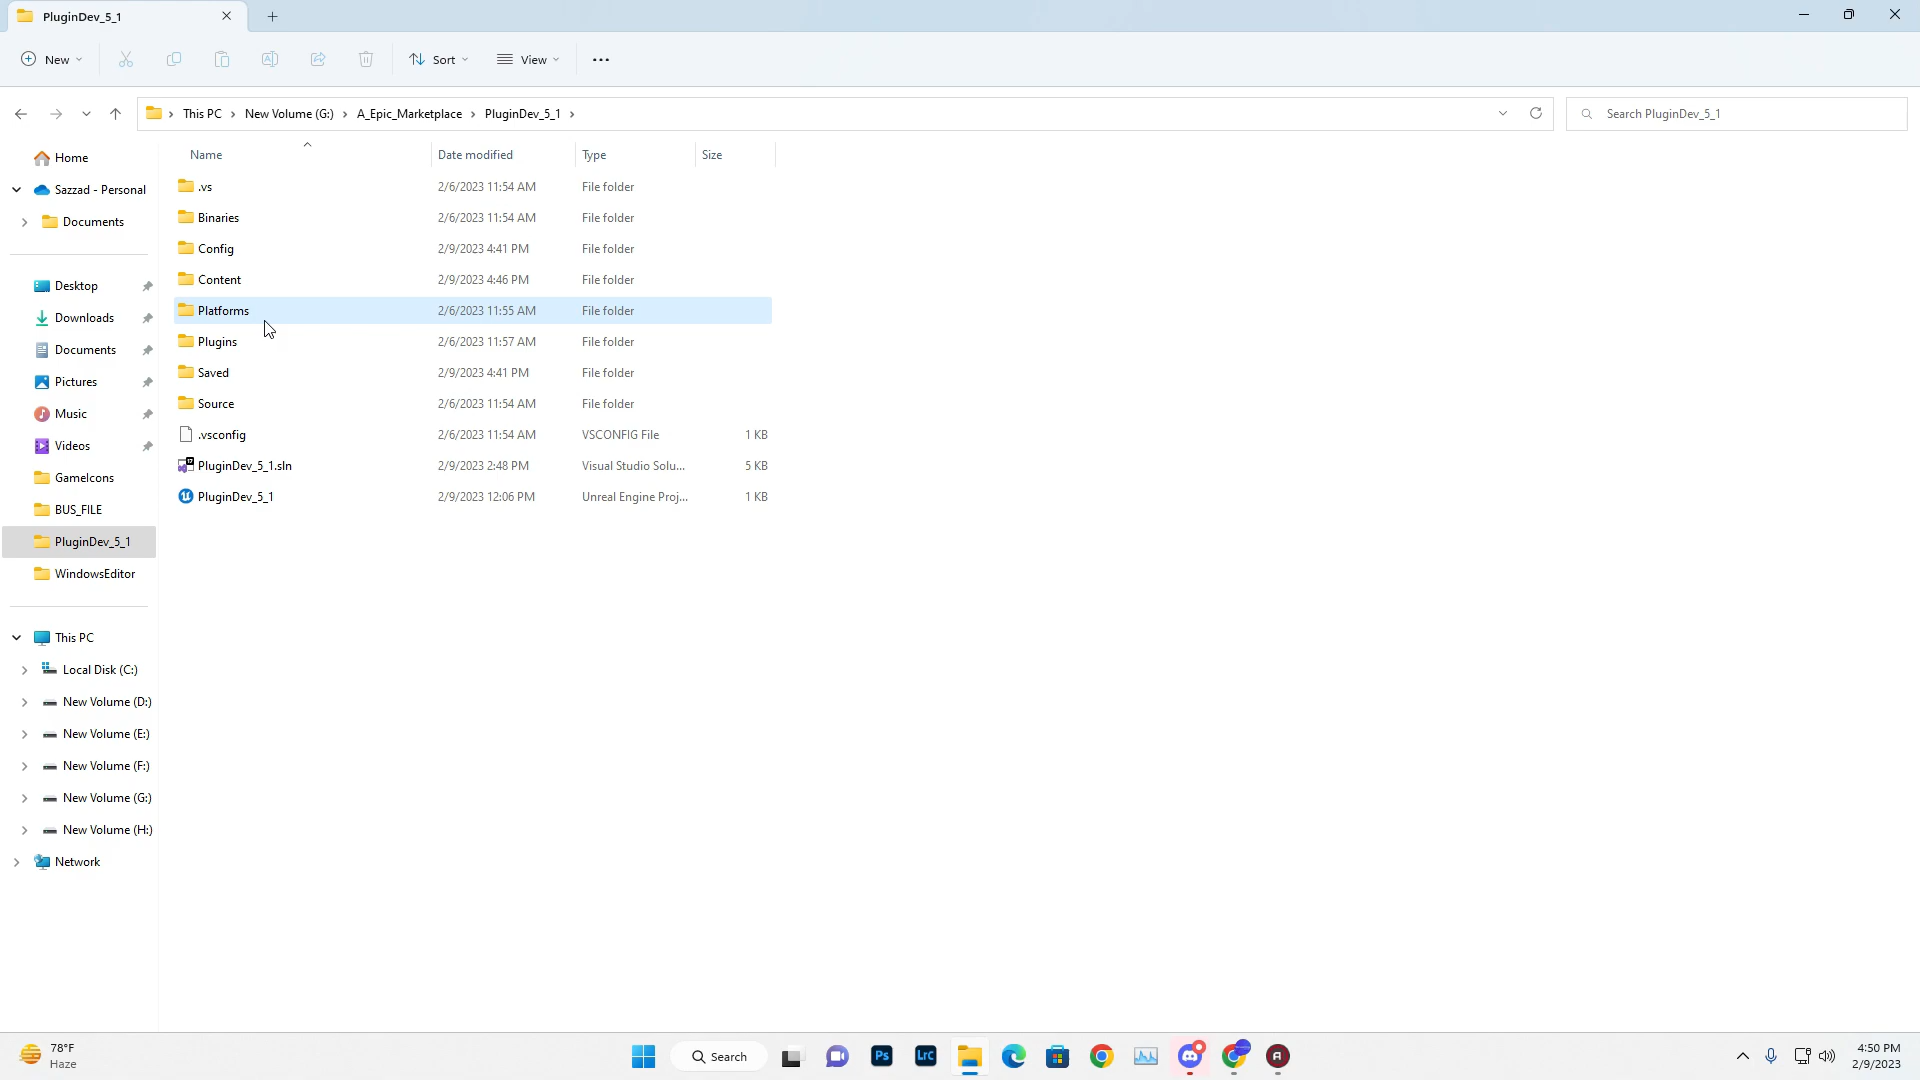 PluginDev_5_1
New
Sort
View
This PC
New Volume (G:)
A_Epic_Marketplace
PluginDev_5_1
Search PluginDev_5_1
Home
Sazzad - Personal
Documents
Desktop
Downloads
Documents
Pictures
Music
Videos
GameIcons
BUS_FILE
PluginDev_5_1
WindowsEditor
This PC
Local Disk (C:)
New Volume (D:)
New Volume (E:)
New Volume (F:)
New Volume (G:)
New Volume (H:)
Network
Name Date modified Type Size
.vs 2/6/2023 11:54 AM File folder
Binaries 2/6/2023 11:54 AM File folder
Config 2/9/2023 4:41 PM File folder
Content 2/9/2023 4:46 PM File folder
Platforms 2/6/2023 11:55 AM File folder
Plugins 2/6/2023 11:57 AM File folder
Saved 2/9/2023 4:41 PM File folder
Source 2/6/2023 11:54 AM File folder
.vsconfig 2/6/2023 11:54 AM VSCONFIG File 1 KB
PluginDev_5_1.sln 2/9/2023 2:48 PM Visual Studio Solu... 5 KB
PluginDev_5_1 2/9/2023 12:06 PM Unreal Engine Proj... 1 KB
78°F
Haze
Search
Ps
LrC
4:50 PM
2/9/2023